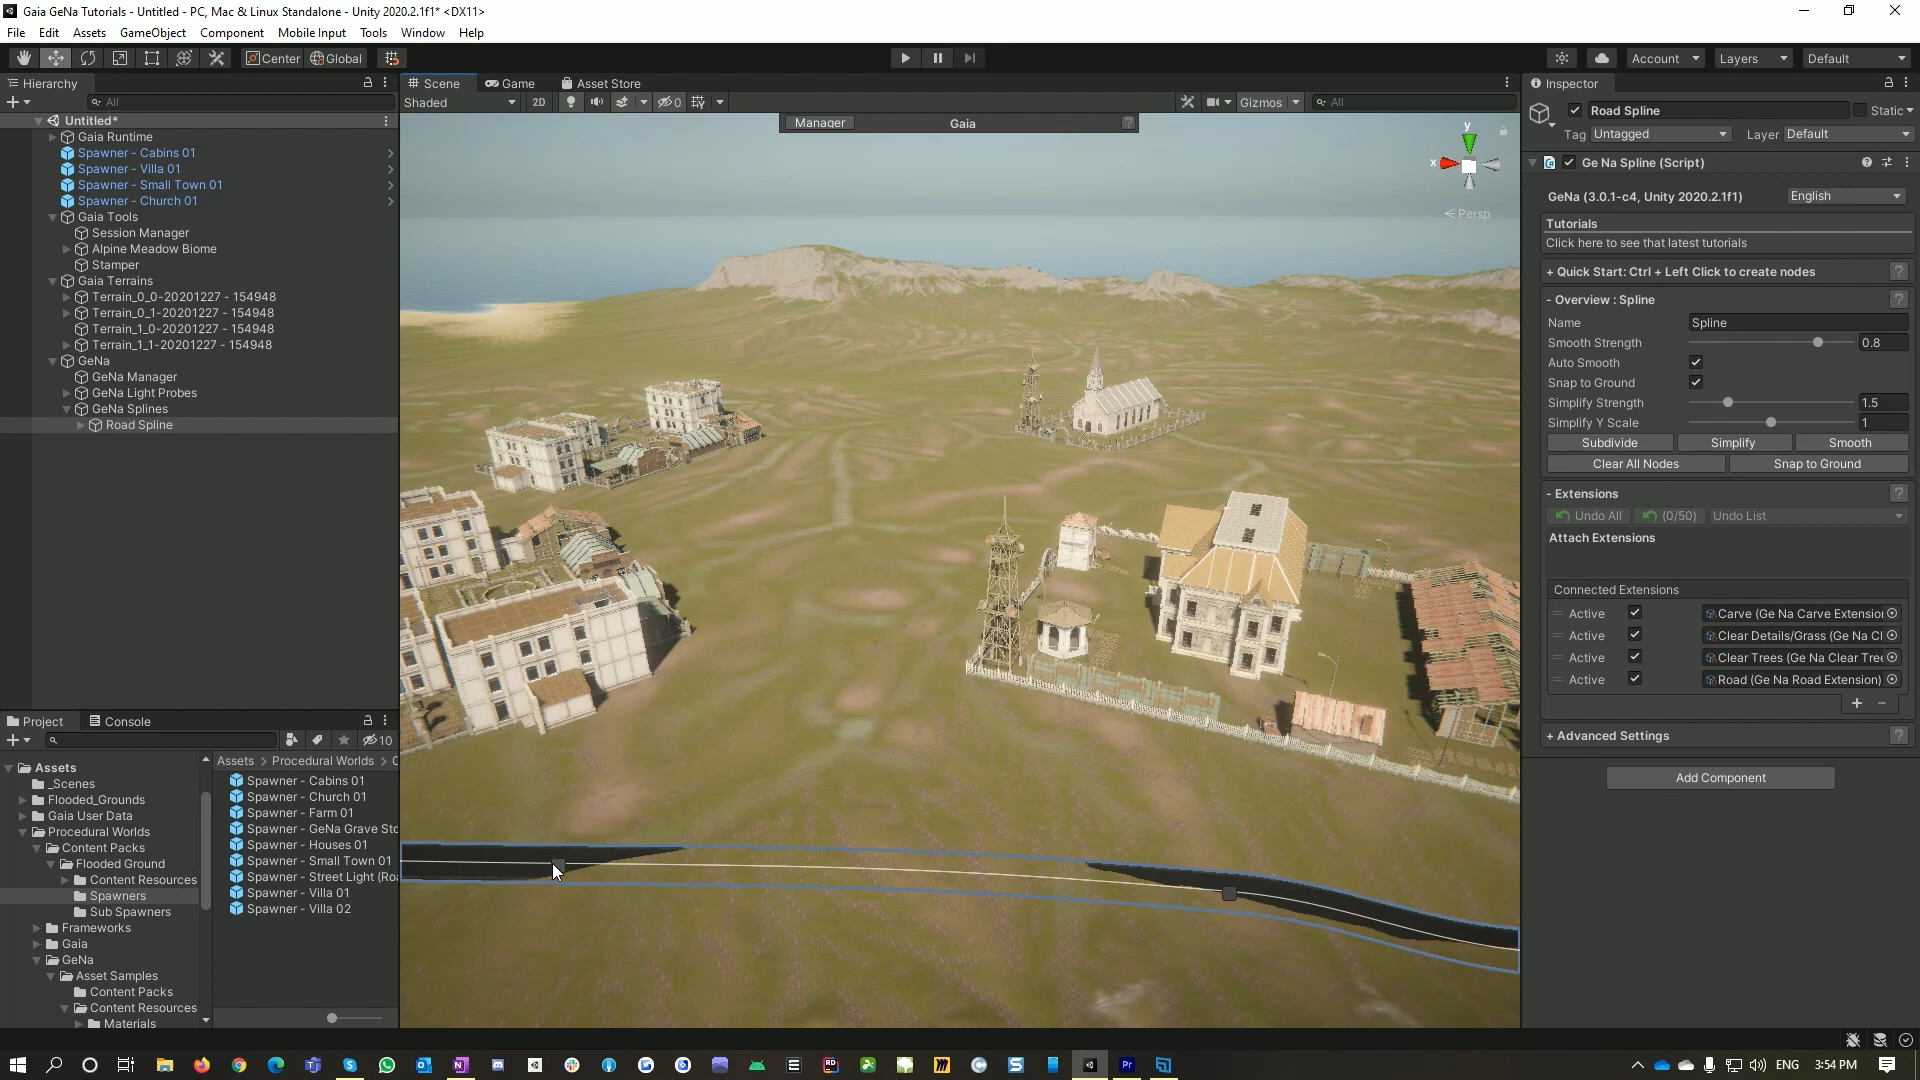 Gaia GeNa Tutorials - Untitled - PC, Mac & Linux Standalone - Unity 2020.2.1f1* <DX11>
File Edit Assets GameObject Component Mobile Input Tools Window Help
Center Global Account Layers Default
Hierarchy
All
Untitled*
Gaia Runtime
Spawner - Cabins 01
Spawner - Villa 01
Spawner - Small Town 01
Spawner - Church 01
Gaia Tools
Session Manager
Alpine Meadow Biome
Stamper
Gaia Terrains
Terrain_0_0-20201227 - 154948
Terrain_0_1-20201227 - 154948
Terrain_1_0-20201227 - 154948
Terrain_1_1-20201227 - 154948
GeNa
GeNa Manager
GeNa Light Probes
GeNa Splines
Road Spline
Scene Game Asset Store
Shaded 2D 0 Gizmos All
Manager Gaia ?
y
x
Persp
Project Console
10
Assets
_Scenes
Flooded_Grounds
Gaia User Data
Procedural Worlds
Content Packs
Flooded Ground
Content Resources
Spawners
Sub Spawners
Frameworks
Gaia
GeNa
Asset Samples
Content Packs
Content Resources
Materials
Assets > Procedural Worlds > C
Spawner - Cabins 01
Spawner - Church 01
Spawner - Farm 01
Spawner - GeNa Grave Sto
Spawner - Houses 01
Spawner - Small Town 01
Spawner - Street Light (Roa
Spawner - Villa 01
Spawner - Villa 02
Inspector
Road Spline Static
Tag Untagged Layer Default
Ge Na Spline (Script)
GeNa (3.0.1-c4, Unity 2020.2.1f1) English
Tutorials
Click here to see that latest tutorials
+ Quick Start: Ctrl + Left Click to create nodes ?
- Overview : Spline ?
Name Spline
Smooth Strength 0.8
Auto Smooth
Snap to Ground
Simplify Strength 1.5
Simplify Y Scale 1
Subdivide Simplify Smooth
Clear All Nodes Snap to Ground
- Extensions ?
Undo All (0/50) Undo List
Attach Extensions
Connected Extensions
Active Carve (Ge Na Carve Extension
Active Clear Details/Grass (Ge Na Cl
Active Clear Trees (Ge Na Clear Tree
Active Road (Ge Na Road Extension)
+ -
+ Advanced Settings ?
Add Component
ENG 3:54 PM